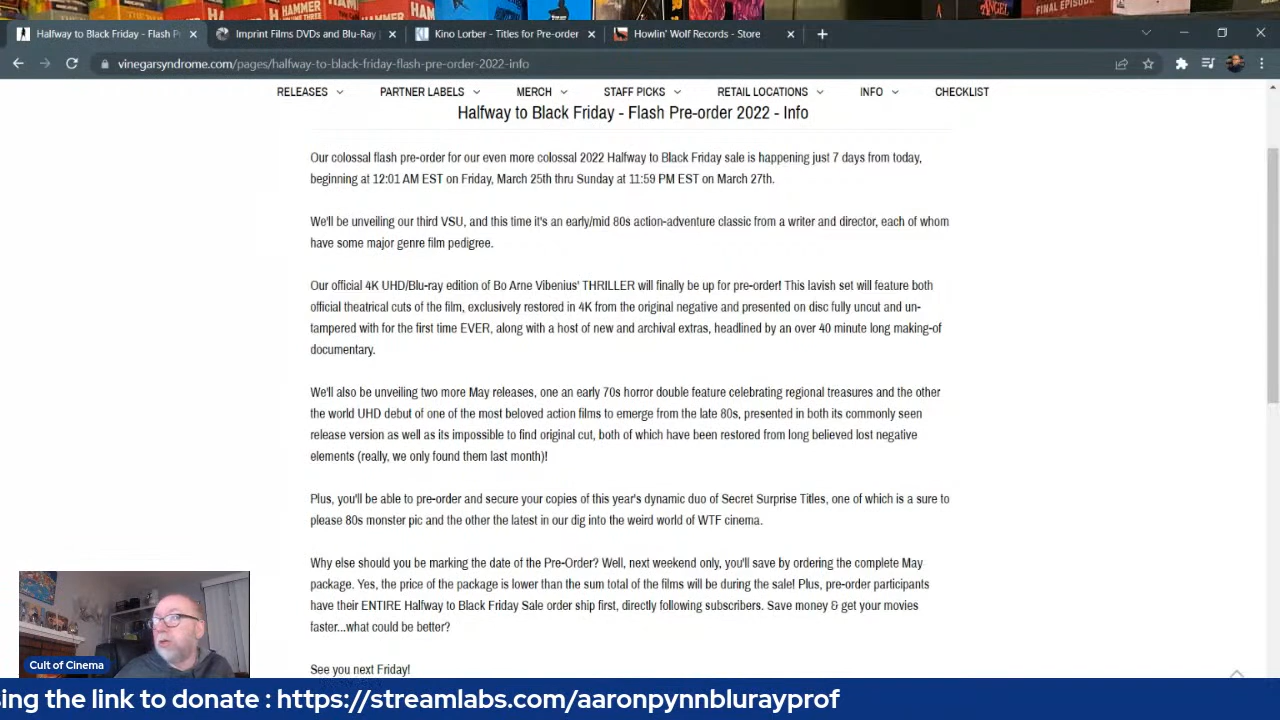 HAMMER
HAMMER
HAMMER
ANGEL
FINAL EPISODE
Halfway to Black Friday - Flash P
Imprint Films DVDs and Blu-Ray
Kino Lorber - Titles for Pre-order
Howlin' Wolf Records - Store
vinegarsyndrome.com/pages/halfway-to-black-friday-flash-pre-order-2022-info
RELEASES
PARTNER LABELS
MERCH
STAFF PICKS
RETAIL LOCATIONS
INFO
CHECKLIST
Halfway to Black Friday - Flash Pre-order 2022 - Info
Our colossal flash pre-order for our even more colossal 2022 Halfway to Black Friday sale is happening just 7 days from today,
beginning at 12:01 AM EST on Friday, March 25th thru Sunday at 11:59 PM EST on March 27th.
We'll be unveiling our third VSU, and this time it's an early/mid 80s action-adventure classic from a writer and director, each of whom
have some major genre film pedigree.
Our official 4K UHD/Blu-ray edition of Bo Arne Vibenius' THRILLER will finally be up for pre-order! This lavish set will feature both
official theatrical cuts of the film, exclusively restored in 4K from the original negative and presented on disc fully uncut and un-
tampered with for the first time EVER, along with a host of new and archival extras, headlined by an over 40 minute long making-of
documentary.
We'll also be unveiling two more May releases, one an early 70s horror double feature celebrating regional treasures and the other
the world UHD debut of one of the most beloved action films to emerge from the late 80s, presented in both its commonly seen
release version as well as its impossible to find original cut, both of which have been restored from long believed lost negative
elements (really, we only found them last month)!
Plus, you'll be able to pre-order and secure your copies of this year's dynamic duo of Secret Surprise Titles, one of which is a sure to
please 80s monster pic and the other the latest in our dig into the weird world of WTF cinema.
Why else should you be marking the date of the Pre-Order? Well, next weekend only, you'll save by ordering the complete May
package. Yes, the price of the package is lower than the sum total of the films will be during the sale! Plus, pre-order participants
have their ENTIRE Halfway to Black Friday Sale order ship first, directly following subscribers. Save money & get your movies
faster...what could be better?
See you next Friday!
Cult of Cinema
sing the link to donate : https://streamlabs.com/aaronpynnblurayprof